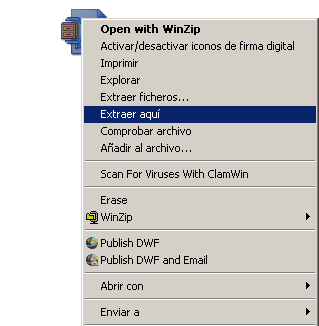 Open with WinZip
Activar/desactivar iconos de firma digital
Imprimir
Explorar
Extraer ficheros...
Extraer aquí
Comprobar archivo
Añadir al archivo...
Scan For Viruses With ClamWin
Erase
WinZip
Publish DWF
Publish DWF and Email
Abrir con
Enviar a